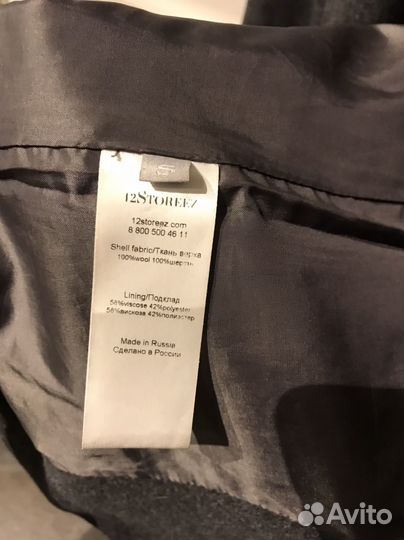 S
12STOREEZ
12storeez.com
8 800 500 46 11
Shell fabric/Ткань верха
100%wool 100%шерсть
Lining/Подклад
58%viscose 42%polyester
58%вискоза 42%полиэстер
Made in Russia
Сделано в России
Avito